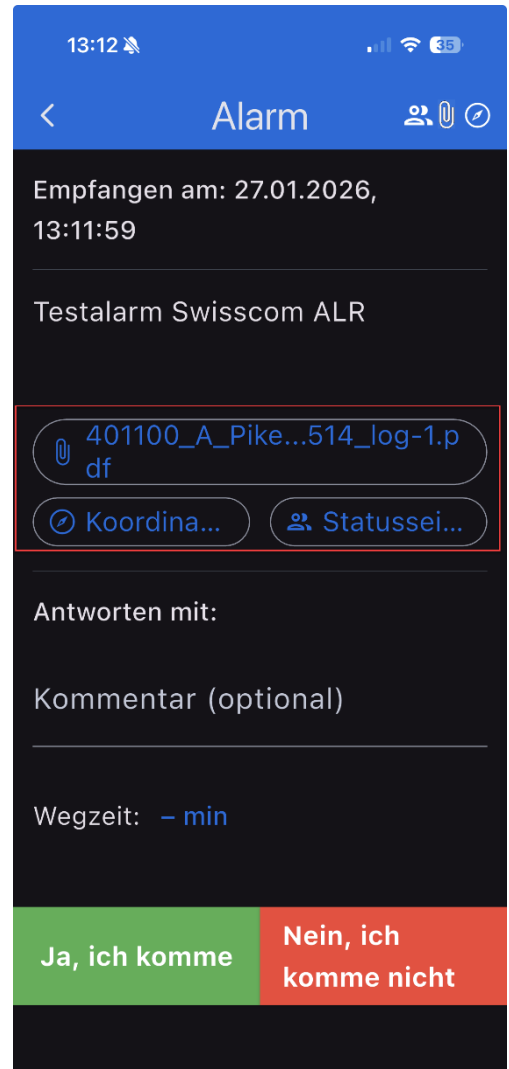 13:12 35
Alarm
Empfangen am: 27.01.2026,
13:11:59
Testalarm Swisscom ALR
401100_A_Pike...514_log-1.p
df
Koordina... Statussei...
Antworten mit:
Kommentar (optional)
Wegzeit: – min
Ja, ich komme
Nein, ich
komme nicht